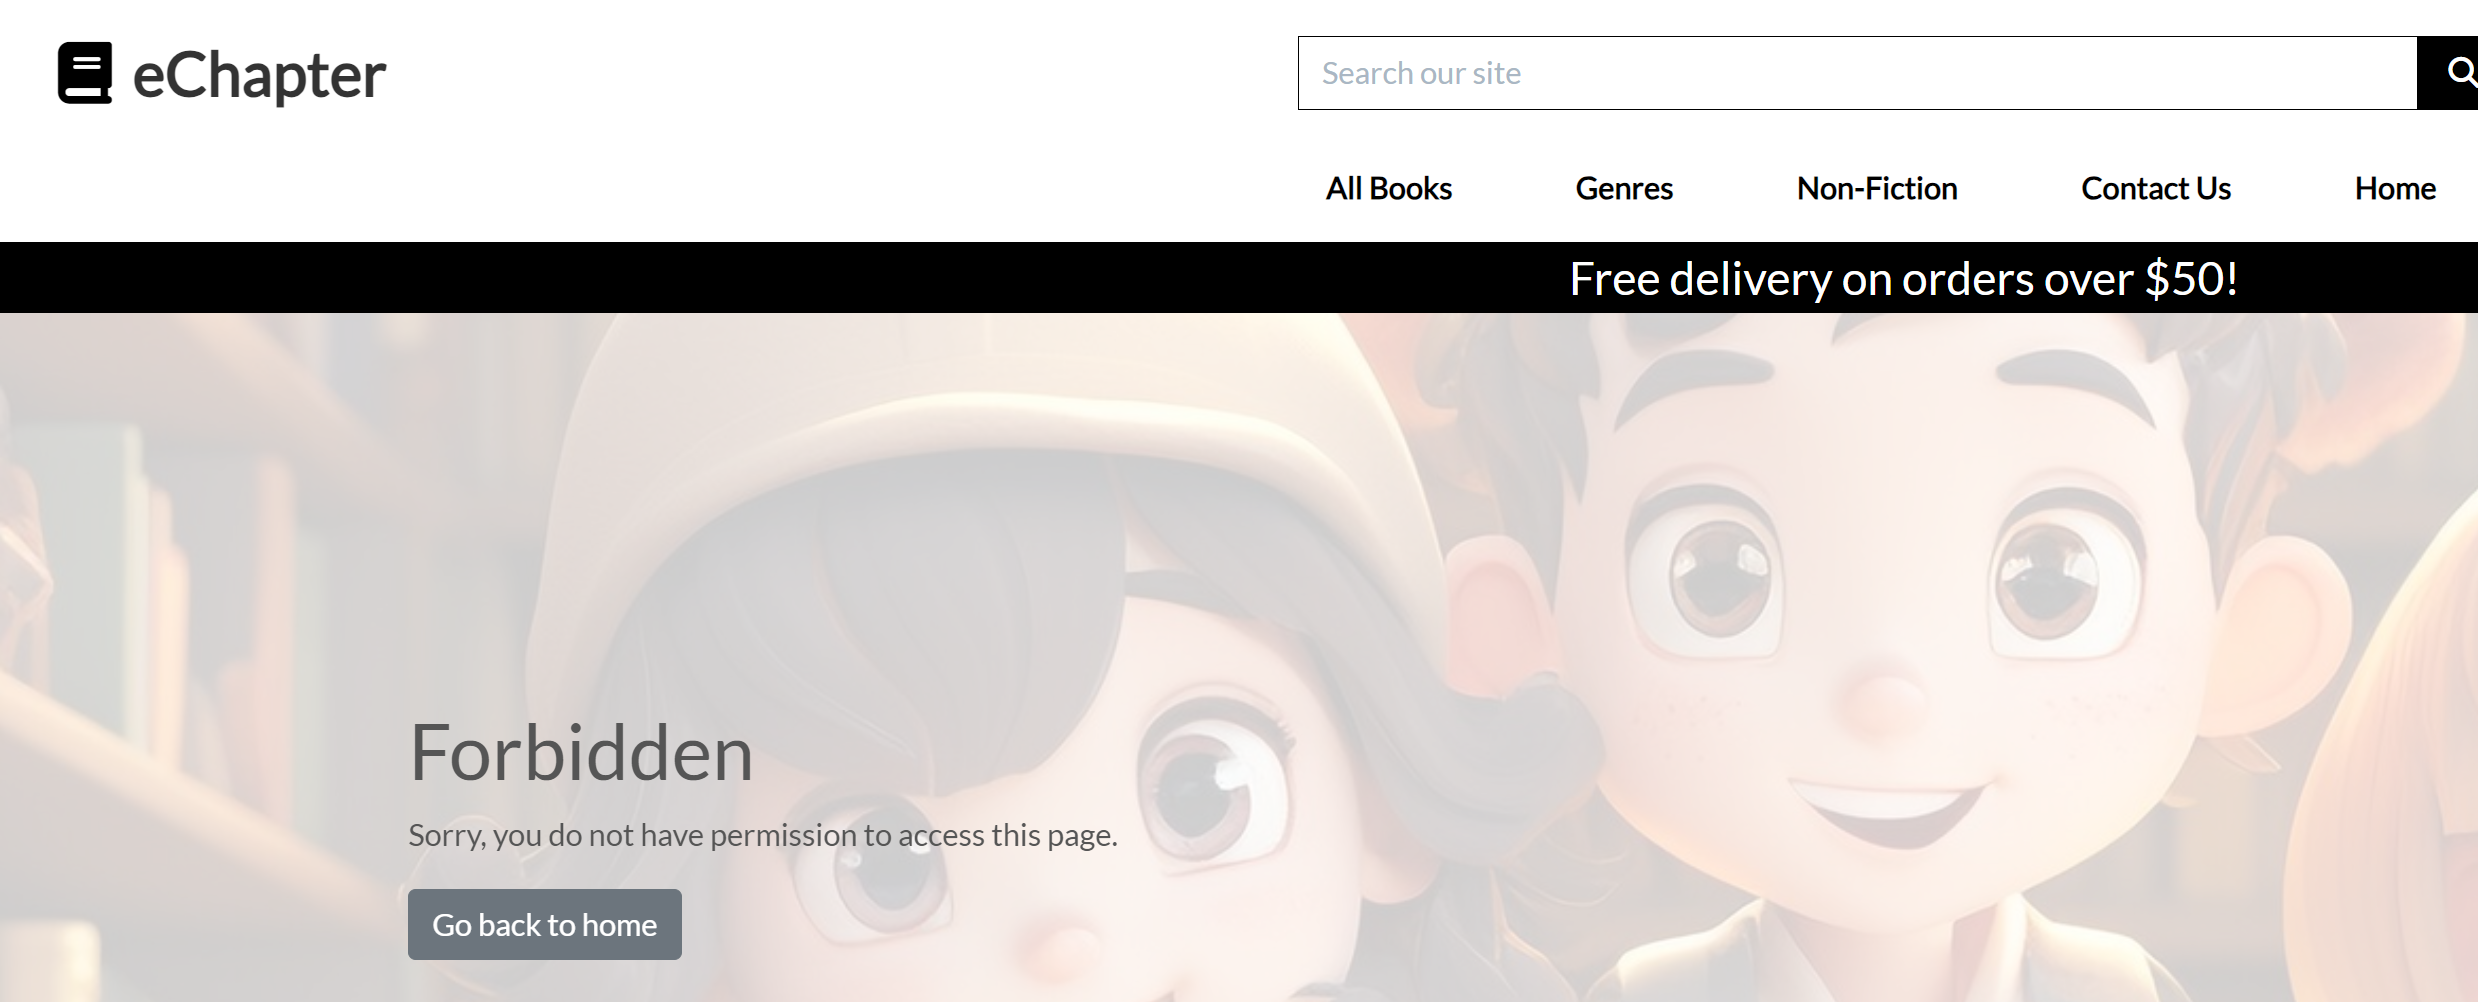 eChapter
Search our site
All Books Genres Non-Fiction Contact Us Home
Free delivery on orders over $50!
Forbidden
Sorry, you do not have permission to access this page.
Go back to home